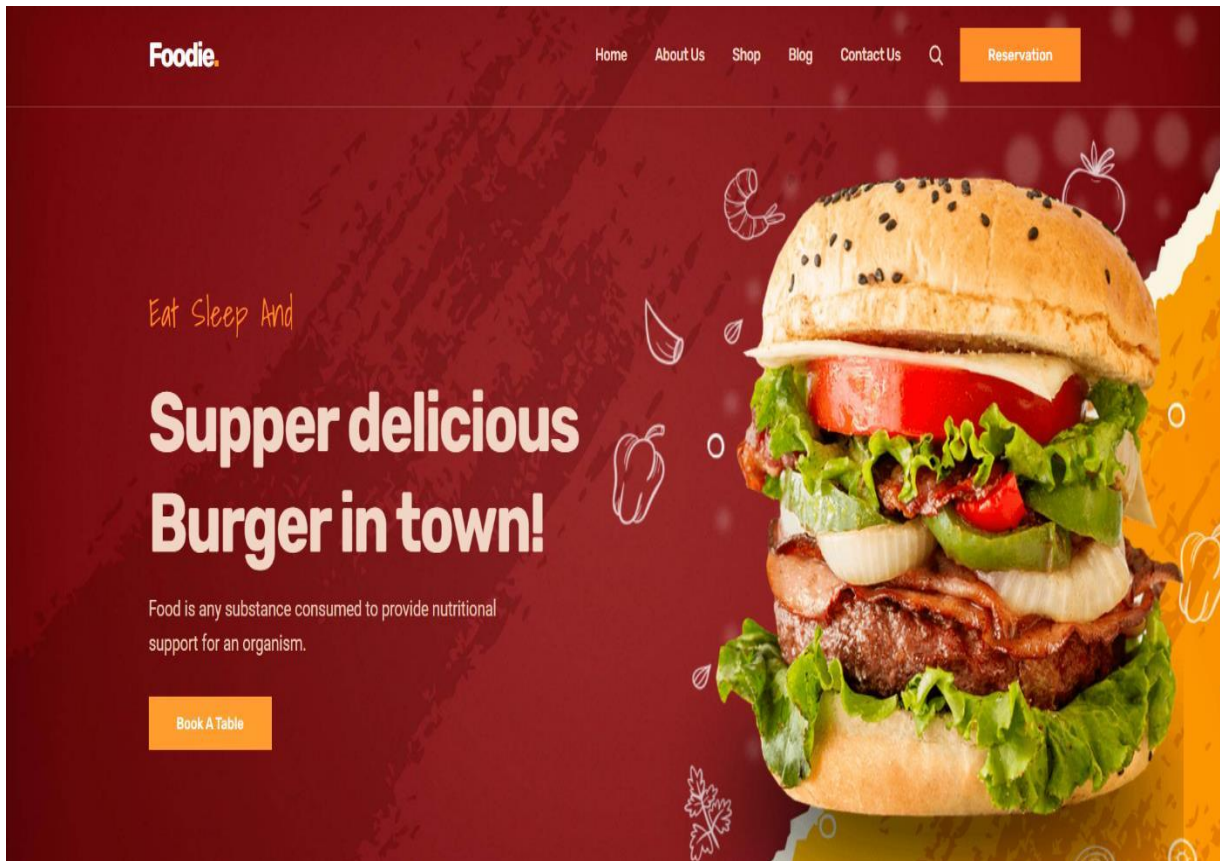 Foodie.
Home About Us Shop Blog Contact Us Reservation
Eat Sleep And
Supper delicious
Burger in town!
Food is any substance consumed to provide nutritional
support for an organism.
Book A Table